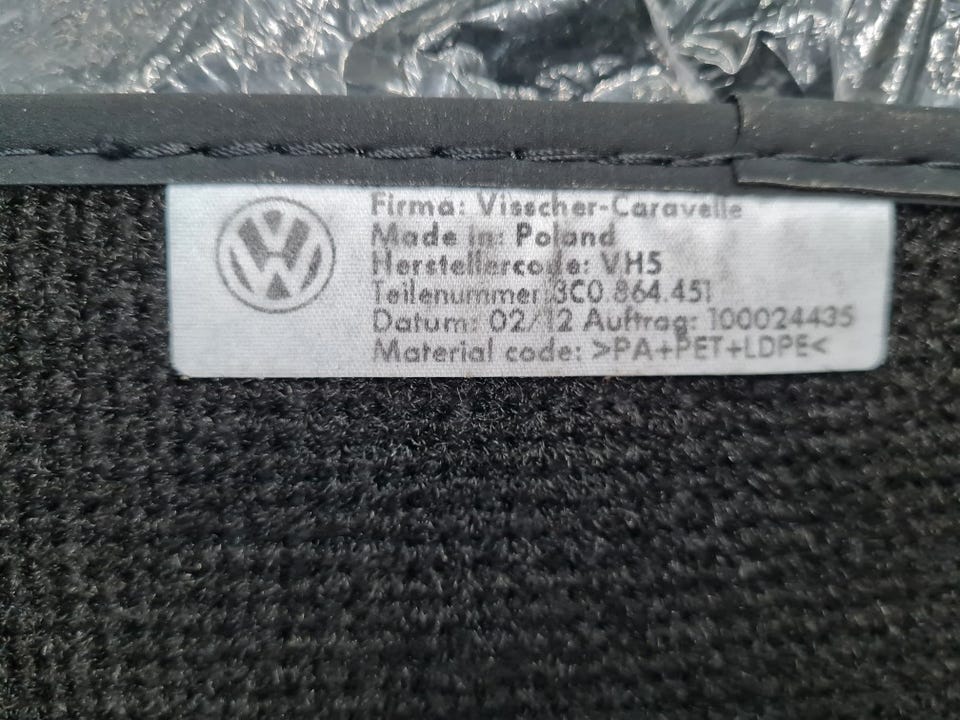 Firma: Visscher-Caravelle
Made in: Poland
Herstellercode: VH5
Teilenummer: 3C0.864.451
Datum: 02/12 Auftrag: 100024435
Material code: >PA+PET+LDPE<